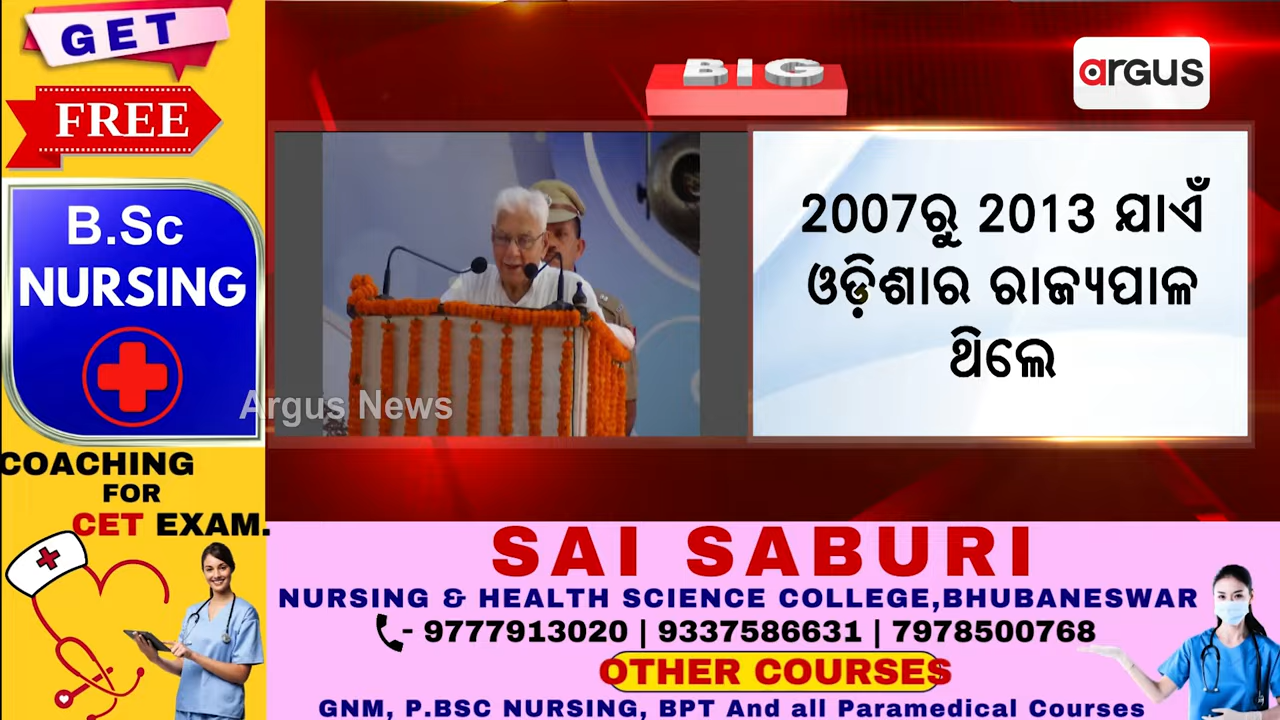 GET
FREE
B.Sc
NURSING
COACHING
FOR
CET EXAM.
BIG
argus
2007ରୁ 2013 ଯାଏଁ
ଓଡ଼ିଶାର ରାଜ୍ୟପାଳ
ଥିଲେ
Argus News
SAI SABURI
NURSING & HEALTH SCIENCE COLLEGE,BHUBANESWAR
- 9777913020 | 9337586631 | 7978500768
OTHER COURSES
GNM, P.BSC NURSING, BPT And all Paramedical Courses